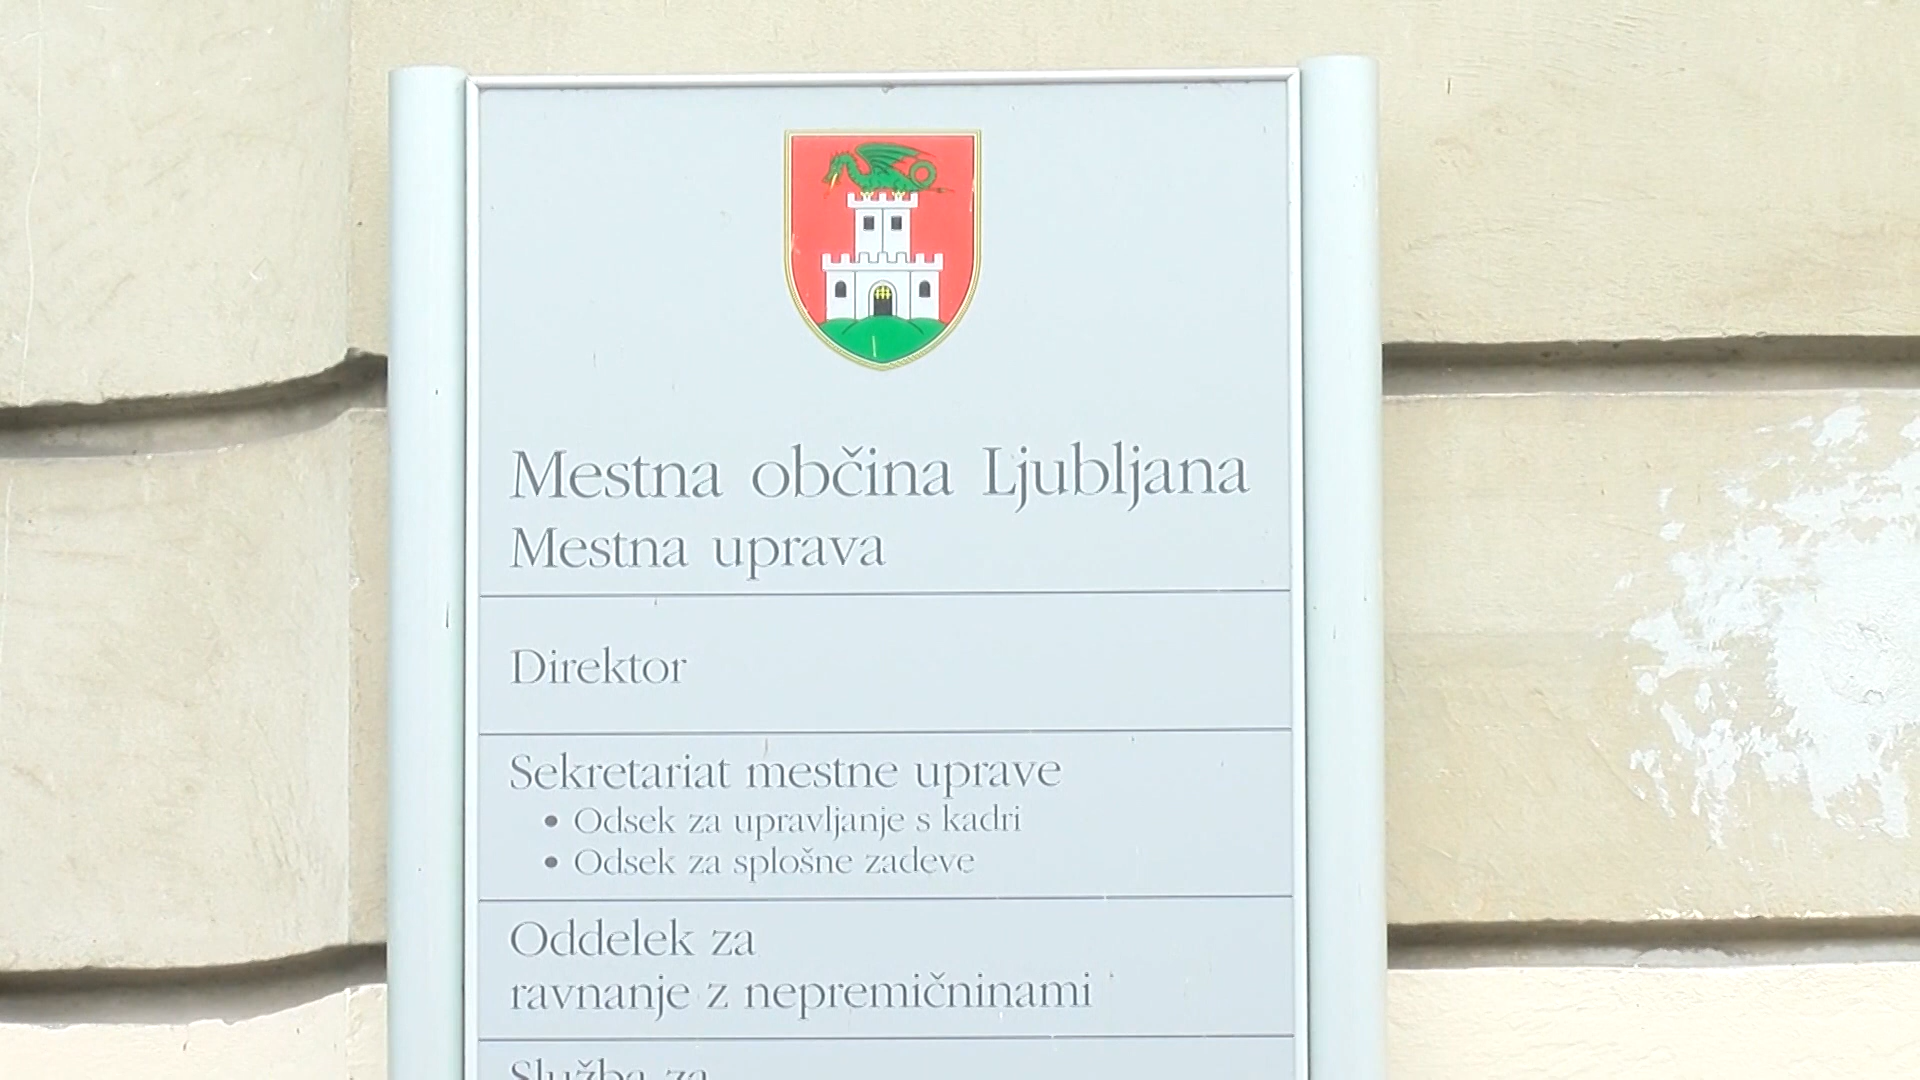 Mestna občina Ljubljana
Mestna uprava
Direktor
Sekretariat mestne uprave
• Odsek za upravljanje s kadri
• Odsek za splošne zadeve
Oddelek za
ravnanje z nepremičninami
Služba za